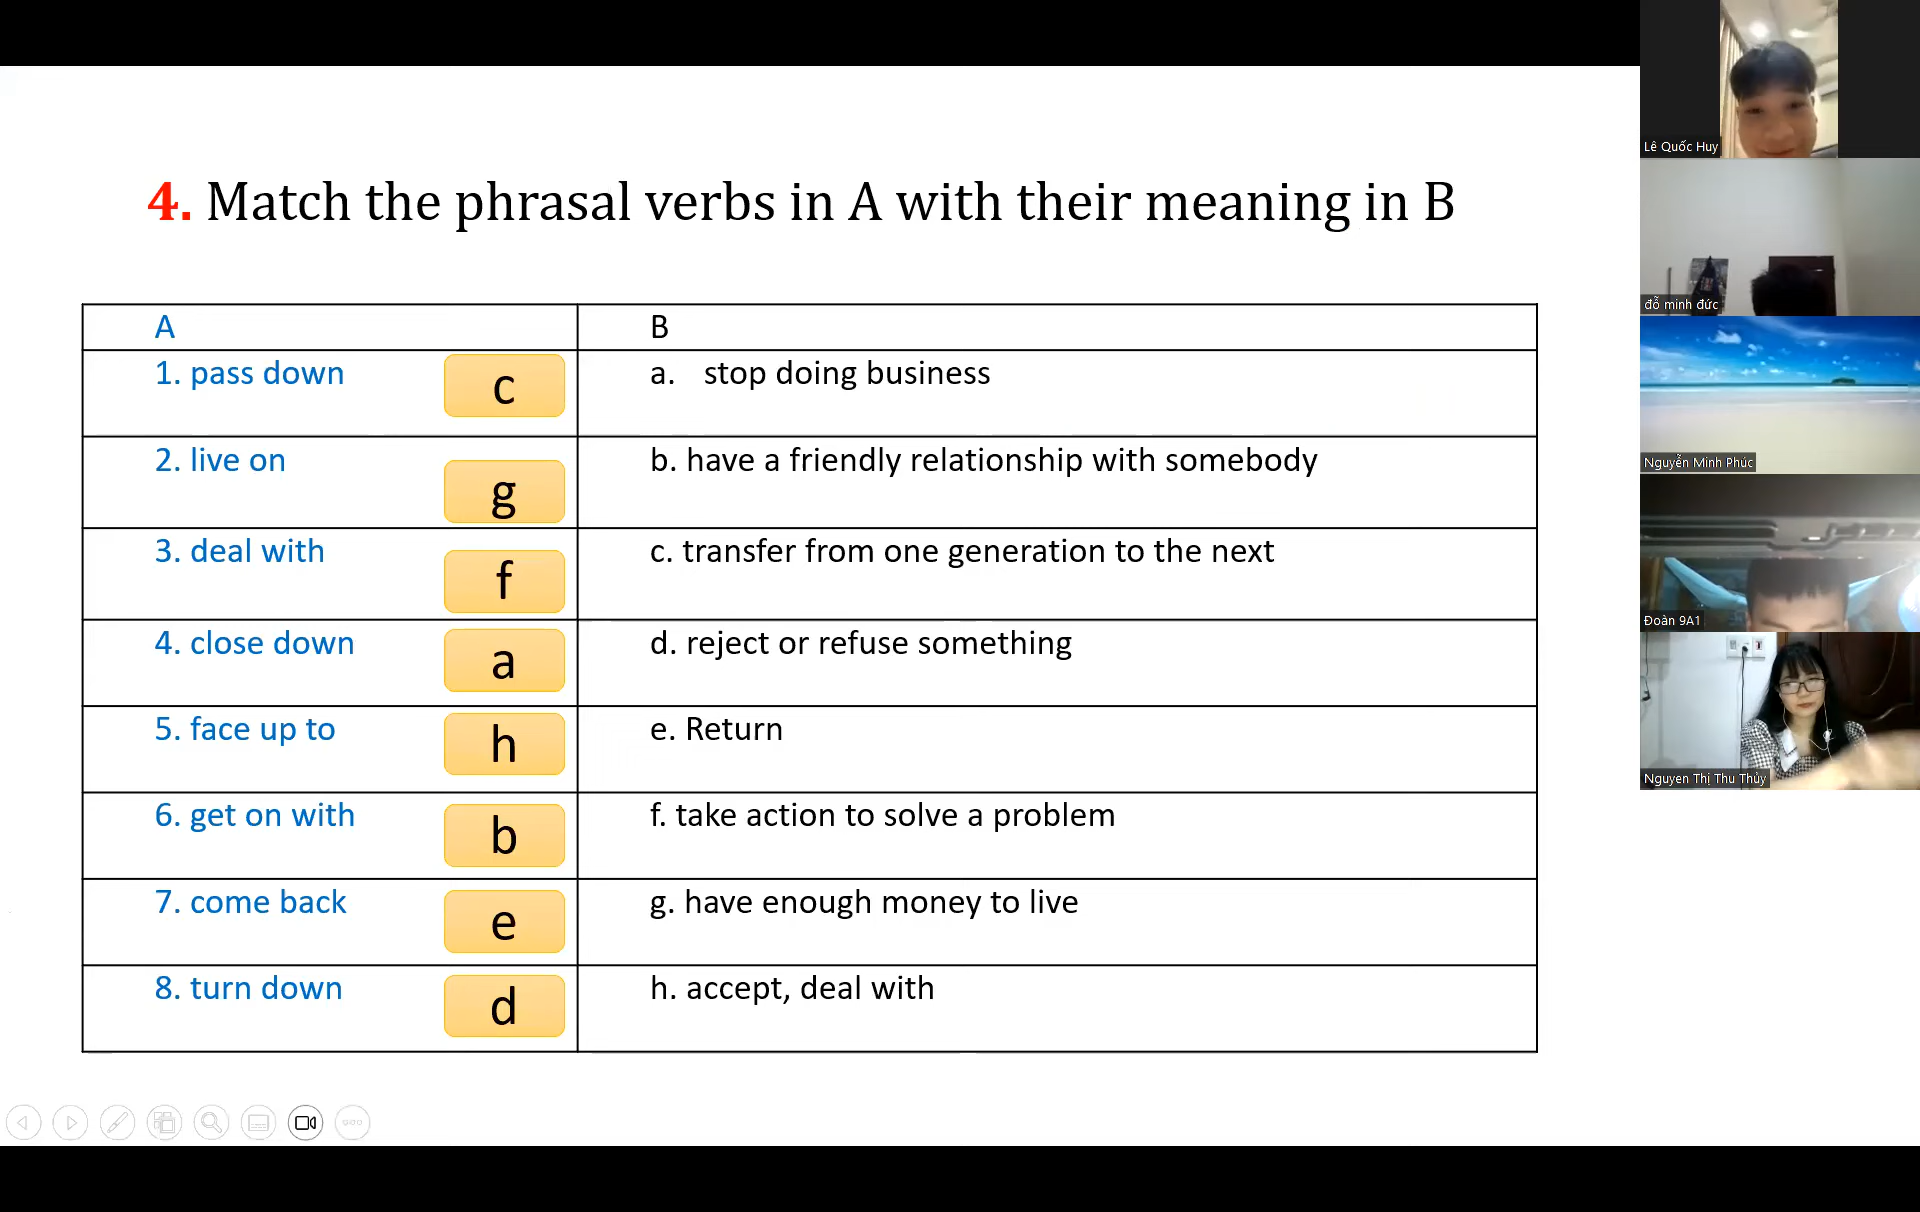 4. Match the phrasal verbs in A with their meaning in B
A
B
1. pass down
c
a. stop doing business
2. live on
g
b. have a friendly relationship with somebody
3. deal with
f
c. transfer from one generation to the next
4. close down
a
d. reject or refuse something
5. face up to
h
e. Return
6. get on with
b
f. take action to solve a problem
7. come back
e
g. have enough money to live
8. turn down
d
h. accept, deal with
Lê Quốc Huy
đỗ minh đức
Nguyễn Minh Phúc
Đoàn 9A1
Nguyen Thị Thu Thủy